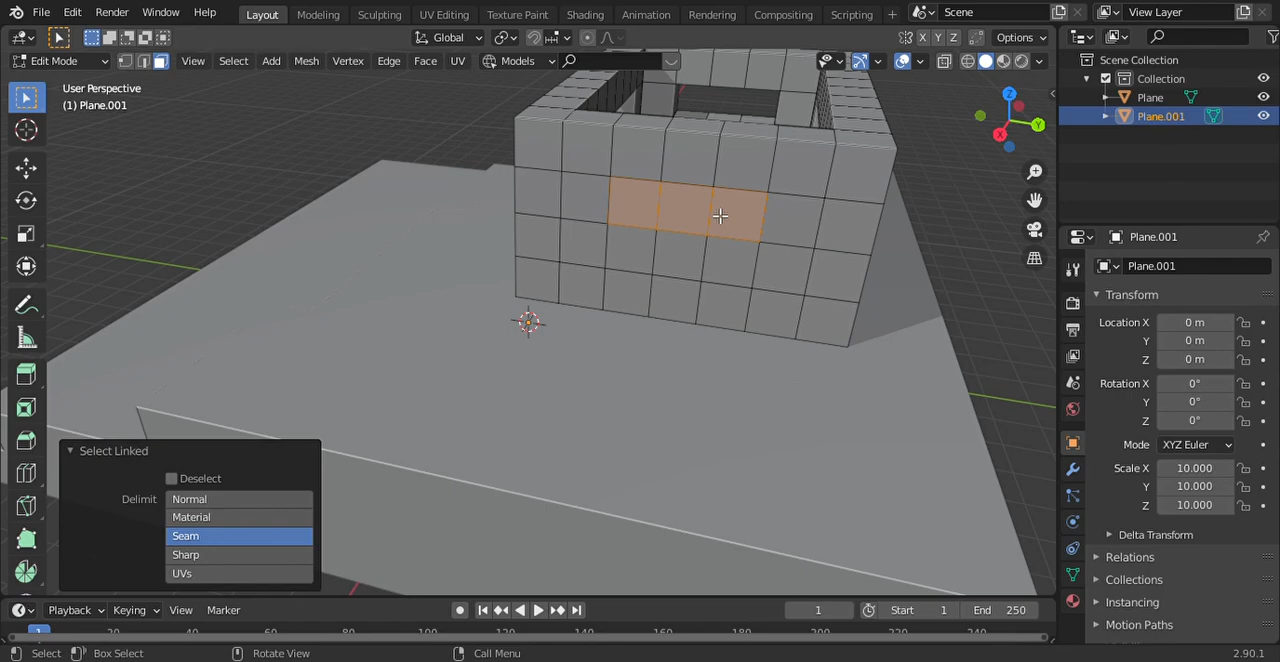 File Edit Render Window Help Layout Modeling Sculpting UV Editing Texture Paint Shading Animation Rendering Compositing Scripting + Scene View Layer
Global X Y Z Options
Edit Mode View Select Add Mesh Vertex Edge Face UV Models
User Perspective
(1) Plane.001
Z
Y
X
Scene Collection
Collection
Plane
Plane.001
Plane.001
Plane.001
Transform
Location X 0 m
Y 0 m
Z 0 m
Rotation X 0°
Y 0°
Z 0°
Mode XYZ Euler
Scale X 10.000
Y 10.000
Z 10.000
Delta Transform
Relations
Collections
Instancing
Motion Paths
Select Linked
Deselect
Delimit Normal
Material
Seam
Sharp
UVs
Playback Keying View Marker 1 Start 1 End 250
1 20 40 60 80 100 120 140 160 180 200 220 240
Select Box Select Rotate View Call Menu 2.90.1